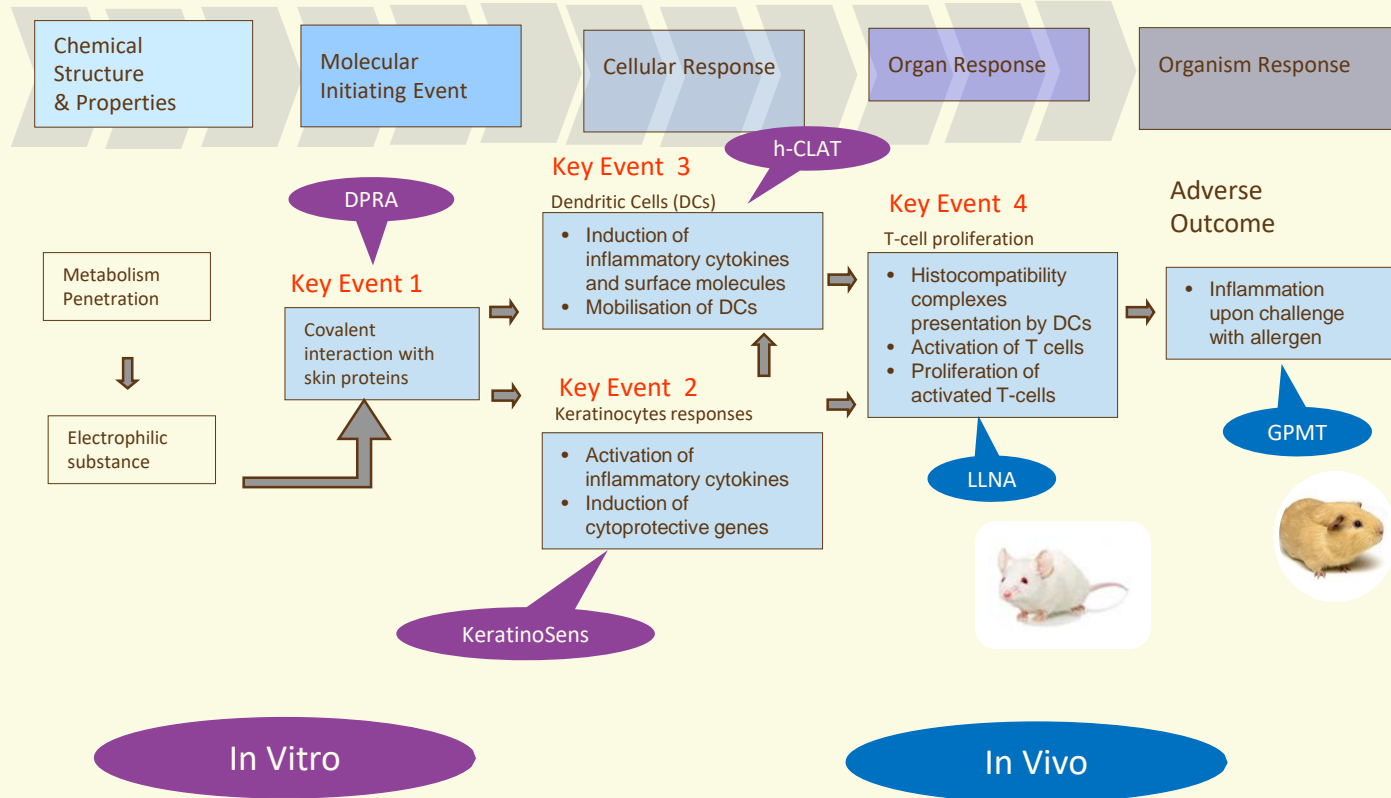 Chemical
Structure
& Properties
Molecular
Initiating Event
Cellular Response
Organ Response
Organism Response
h-CLAT
DPRA
Metabolism
Penetration
Electrophilic
substance
Key Event 1
Covalent
interaction with
skin proteins
Key Event  3
Dendritic Cells (DCs)
• Induction of
inflammatory cytokines
and surface molecules
• Mobilisation of DCs
Key Event  2
Keratinocytes responses
• Activation of
inflammatory cytokines
• Induction of
cytoprotective genes
KeratinoSens
Key Event  4
T-cell proliferation
• Histocompatibility
complexes
presentation by DCs
• Activation of T cells
• Proliferation of
activated T-cells
LLNA
Adverse
Outcome
• Inflammation
upon challenge
with allergen
GPMT
In Vitro
In Vivo